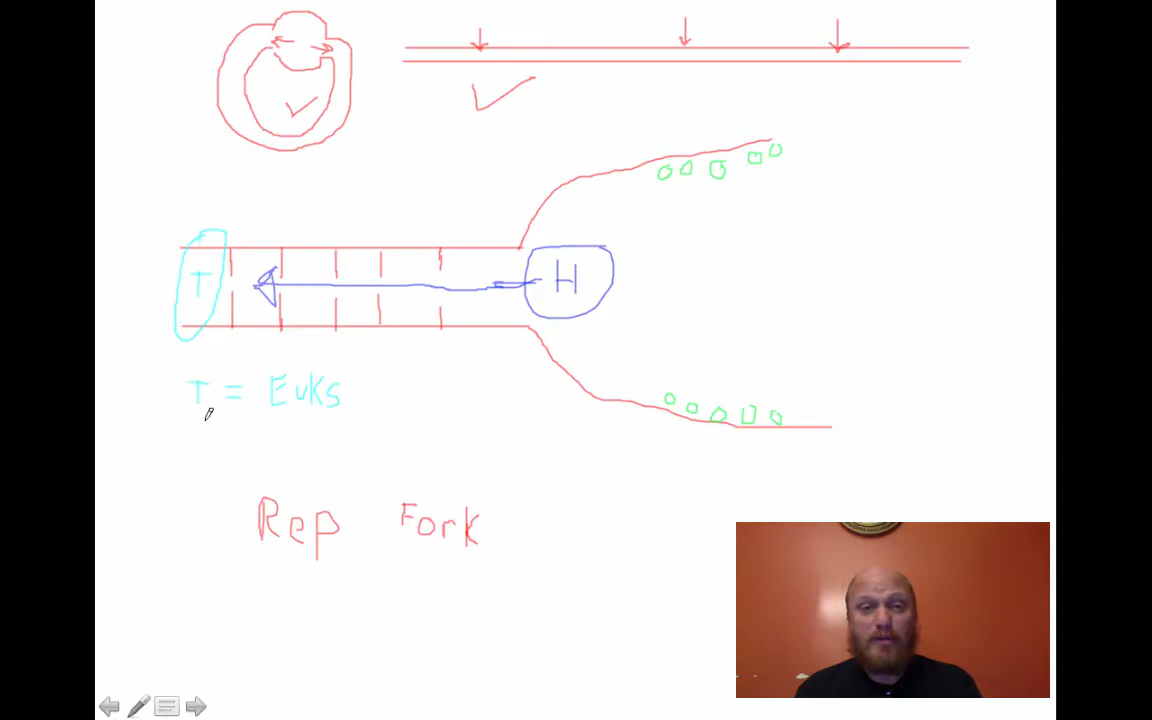 T
H
T = Euks
Rep Fork